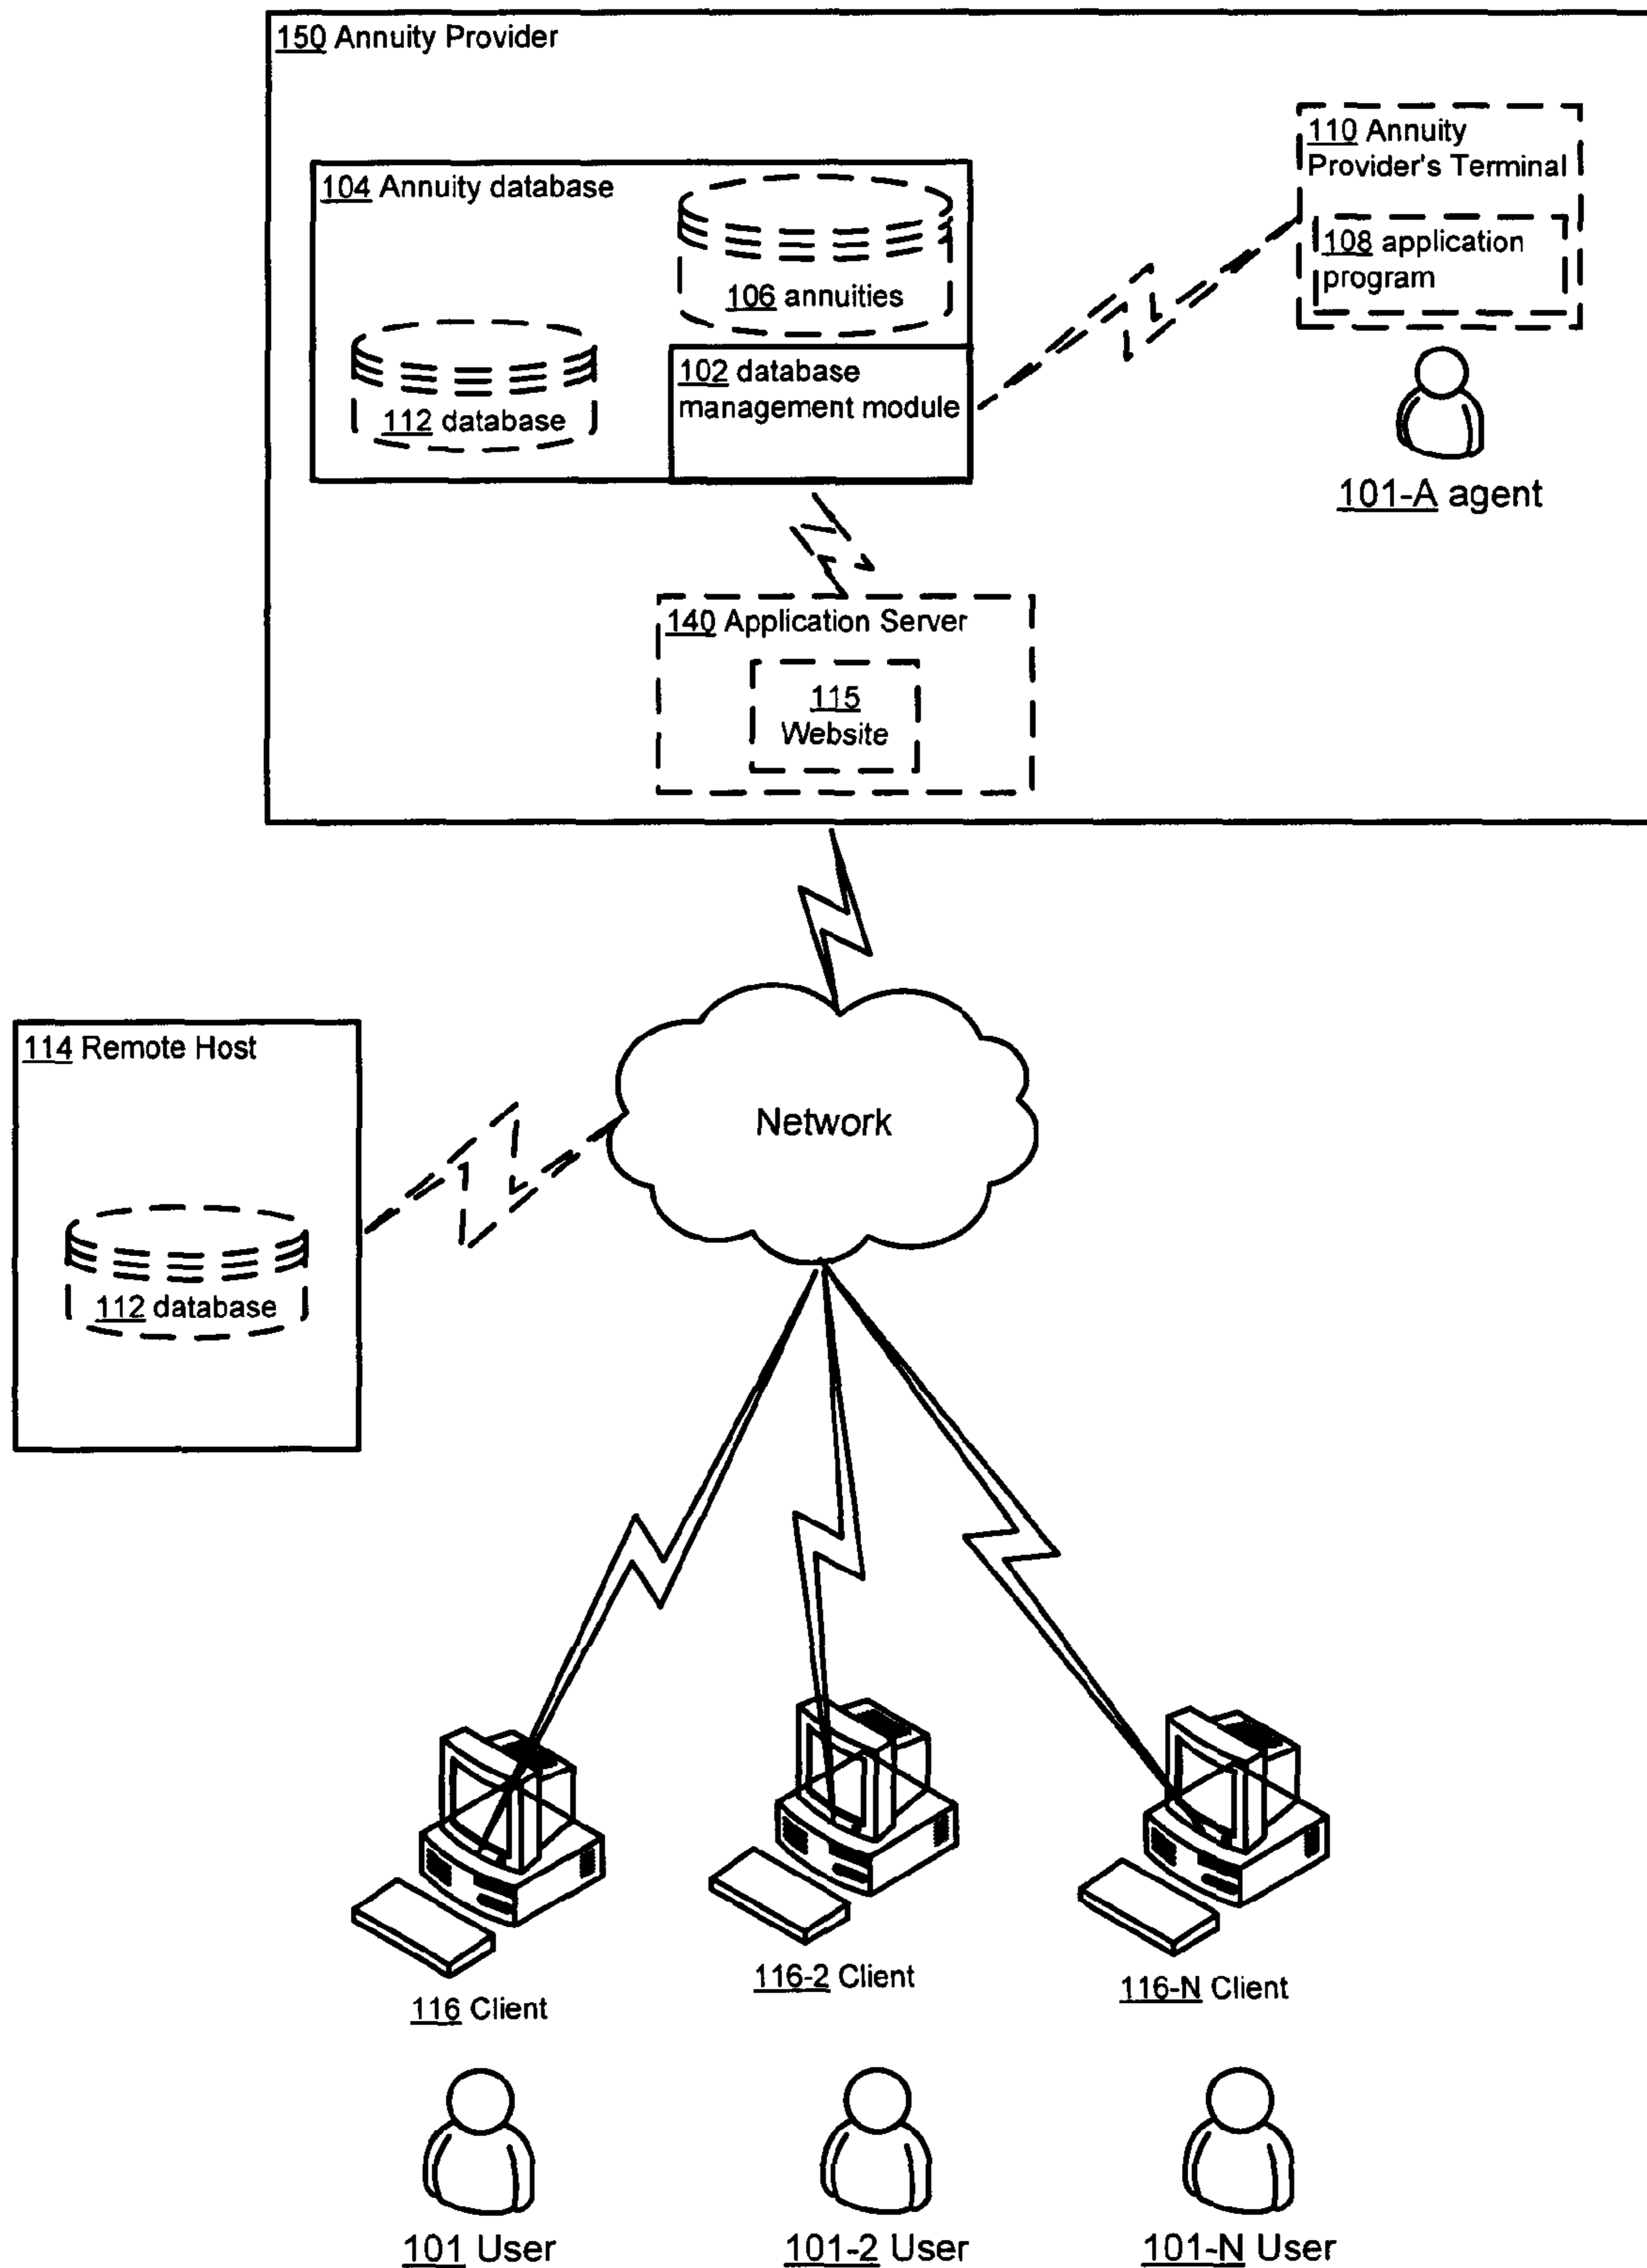 150 Annuity Provider
110 Annuity
Provider's Terminal
108 application
program
104 Annuity database
106 annuities
102 database
management module
112 database
101-A agent
140 Application Server
115
Website
Network
114 Remote Host
112 database
116 Client
116-2 Client
116-N Client
101 User
101-2 User
101-N User